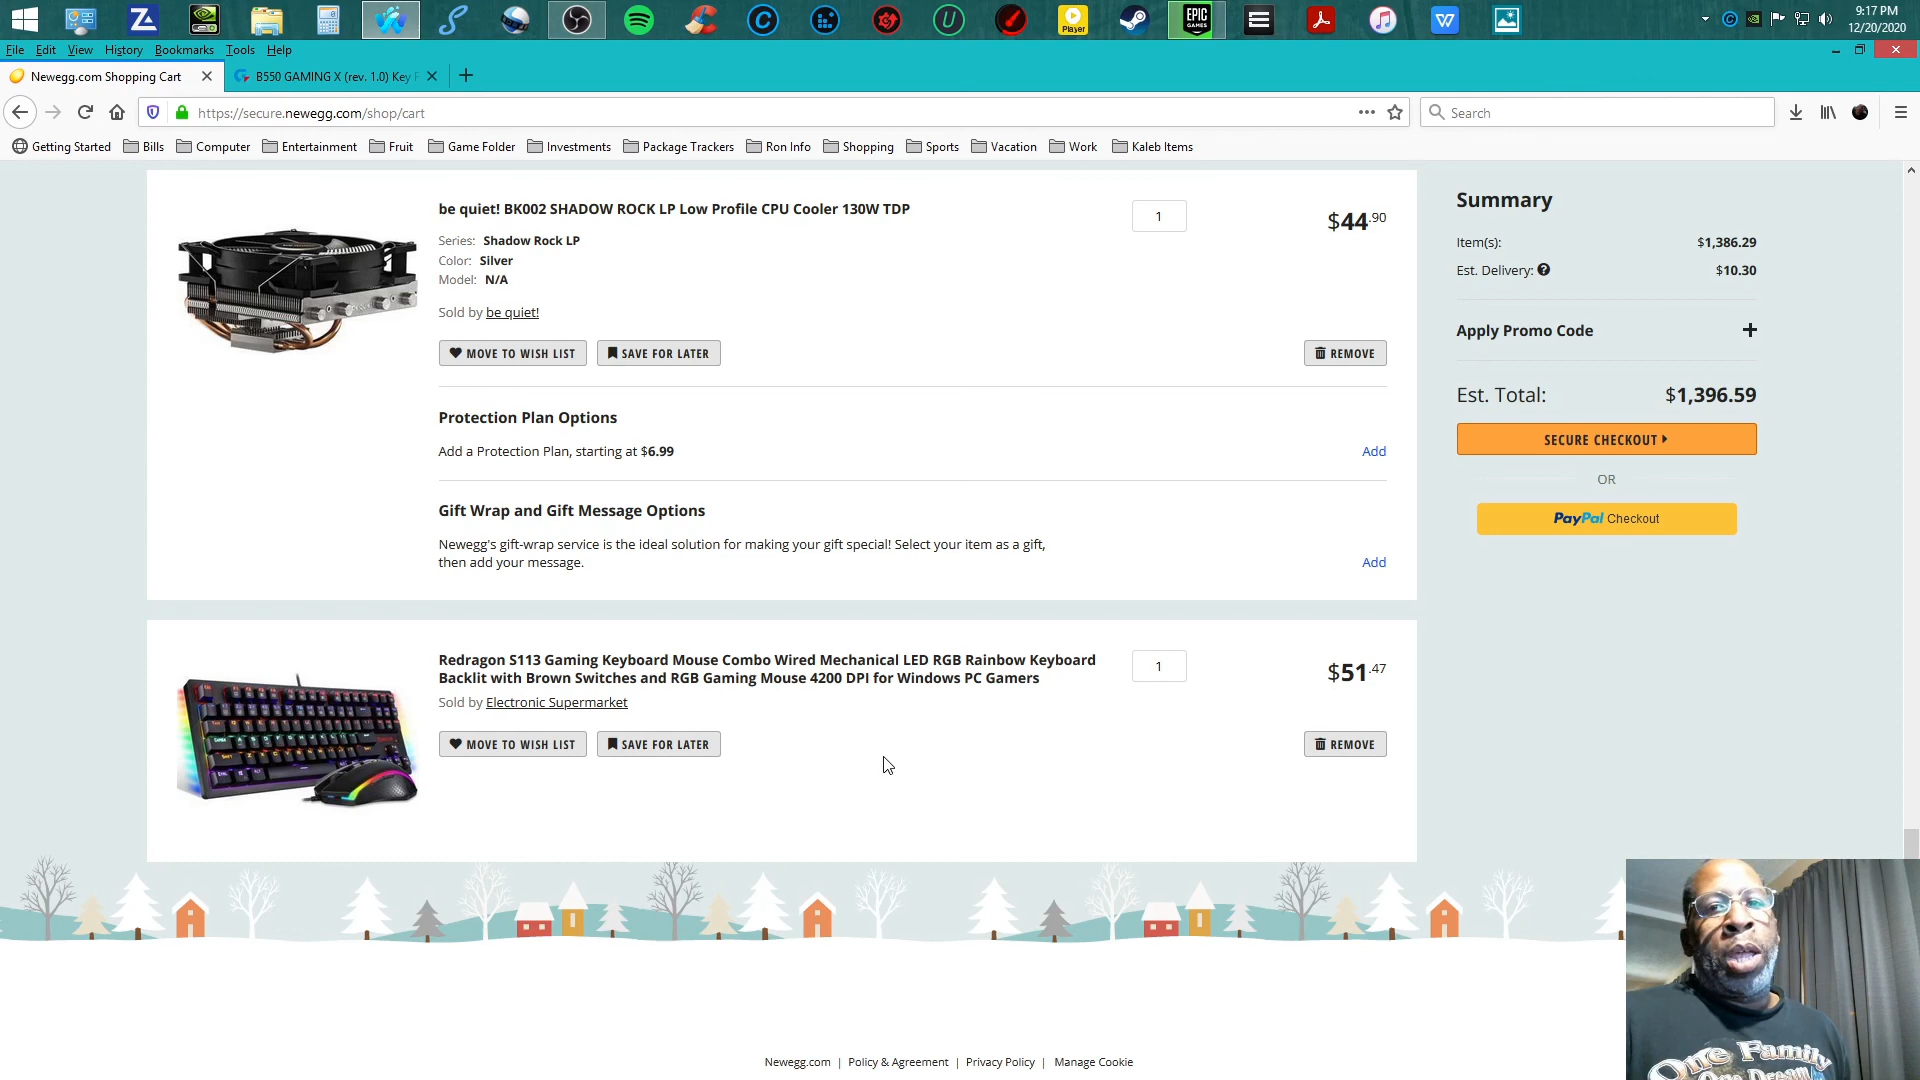 Player
EPIC
GAMES
W
9:17 PM
12/20/2020
File Edit View History Bookmarks Tools Help
Newegg.com Shopping Cart
B550 GAMING X (rev. 1.0) Key F
https://secure.newegg.com/shop/cart
Search
Getting Started Bills Computer Entertainment Fruit Game Folder Investments Package Trackers Ron Info Shopping Sports Vacation Work Kaleb Items
be quiet! BK002 SHADOW ROCK LP Low Profile CPU Cooler 130W TDP
1
$44.90
Series: Shadow Rock LP
Color: Silver
Model: N/A
Sold by be quiet!
MOVE TO WISH LIST SAVE FOR LATER
REMOVE
Protection Plan Options
Add a Protection Plan, starting at $6.99
Add
Gift Wrap and Gift Message Options
Newegg's gift-wrap service is the ideal solution for making your gift special! Select your item as a gift,
then add your message.
Add
Redragon S113 Gaming Keyboard Mouse Combo Wired Mechanical LED RGB Rainbow Keyboard
Backlit with Brown Switches and RGB Gaming Mouse 4200 DPI for Windows PC Gamers
1
$51.47
Sold by Electronic Supermarket
MOVE TO WISH LIST SAVE FOR LATER
REMOVE
Summary
Item(s): $1,386.29
Est. Delivery: $10.30
Apply Promo Code +
Est. Total: $1,396.59
SECURE CHECKOUT
OR
PayPal Checkout
Newegg.com | Policy & Agreement | Privacy Policy | Manage Cookie
One Family
One Dream